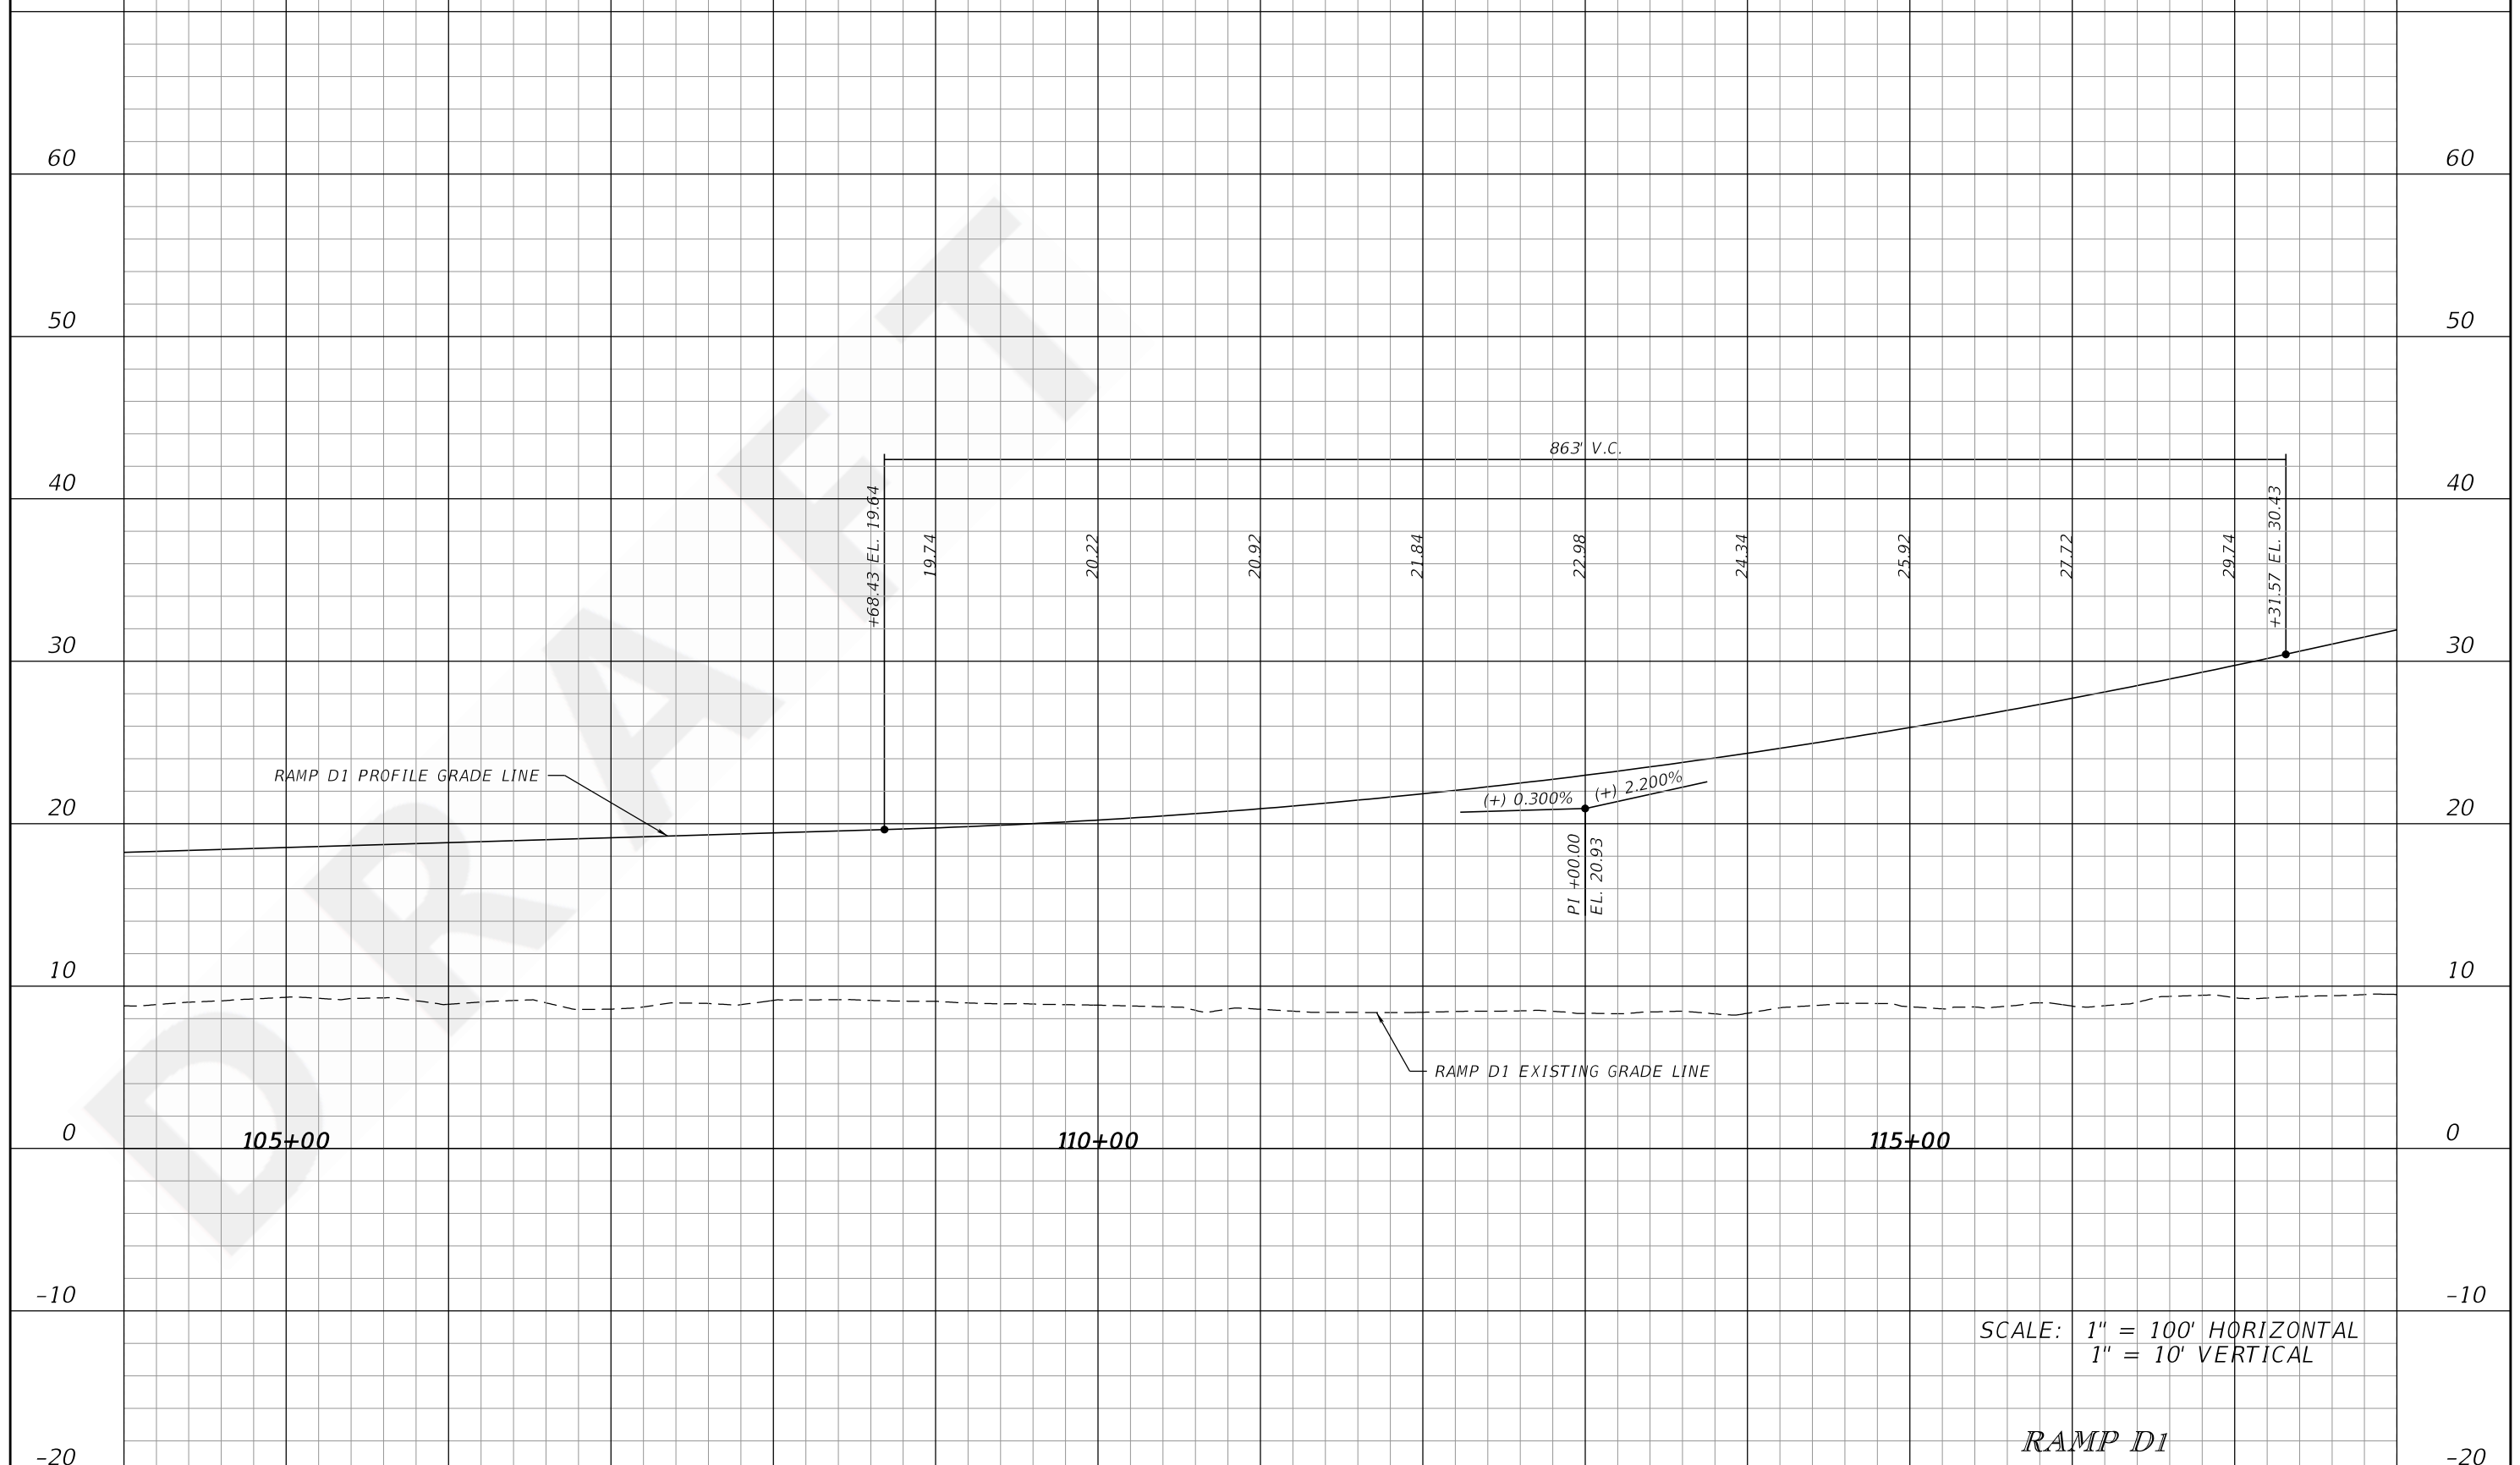 60
60
50
50
863' V.C.
40
40
+68.43 EL. 19.64
19.74
20.22
20.92
21.84
22.98
24.34
25.92
27.72
29.74
+31.57 EL. 30.43
30
30
RAMP D1 PROFILE GRADE LINE
20
(+) 0.300%
(+) 2.200%
20
PI +00.00
EL. 20.93
10
10
RAMP D1 EXISTING GRADE LINE
0
105+00
110+00
115+00
0
-10
-10
SCALE: 1" = 100' HORIZONTAL
1" = 10' VERTICAL
RAMP D1
-20
-20
DRAFT